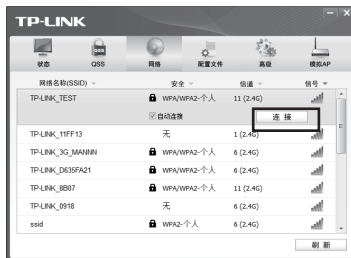 TP-LINK
状态 QSS 网络 配置文件 高级 模拟AP
网络名称(SSID) 安全 信道 信号
TP-LINK_TEST WPA/WPA2-个人 11 (2.4G)
自动连接 连 接
TP-LINK_11FF13 无 1 (2.4G)
TP-LINK_3G_MANNN WPA/WPA2-个人 6 (2.4G)
TP-LINK_D635FA21 WPA/WPA2-个人 6 (2.4G)
TP-LINK_8B07 WPA/WPA2-个人 11 (2.4G)
TP-LINK_0918 无 6 (2.4G)
ssid WPA2-个人 6 (2.4G)
刷 新